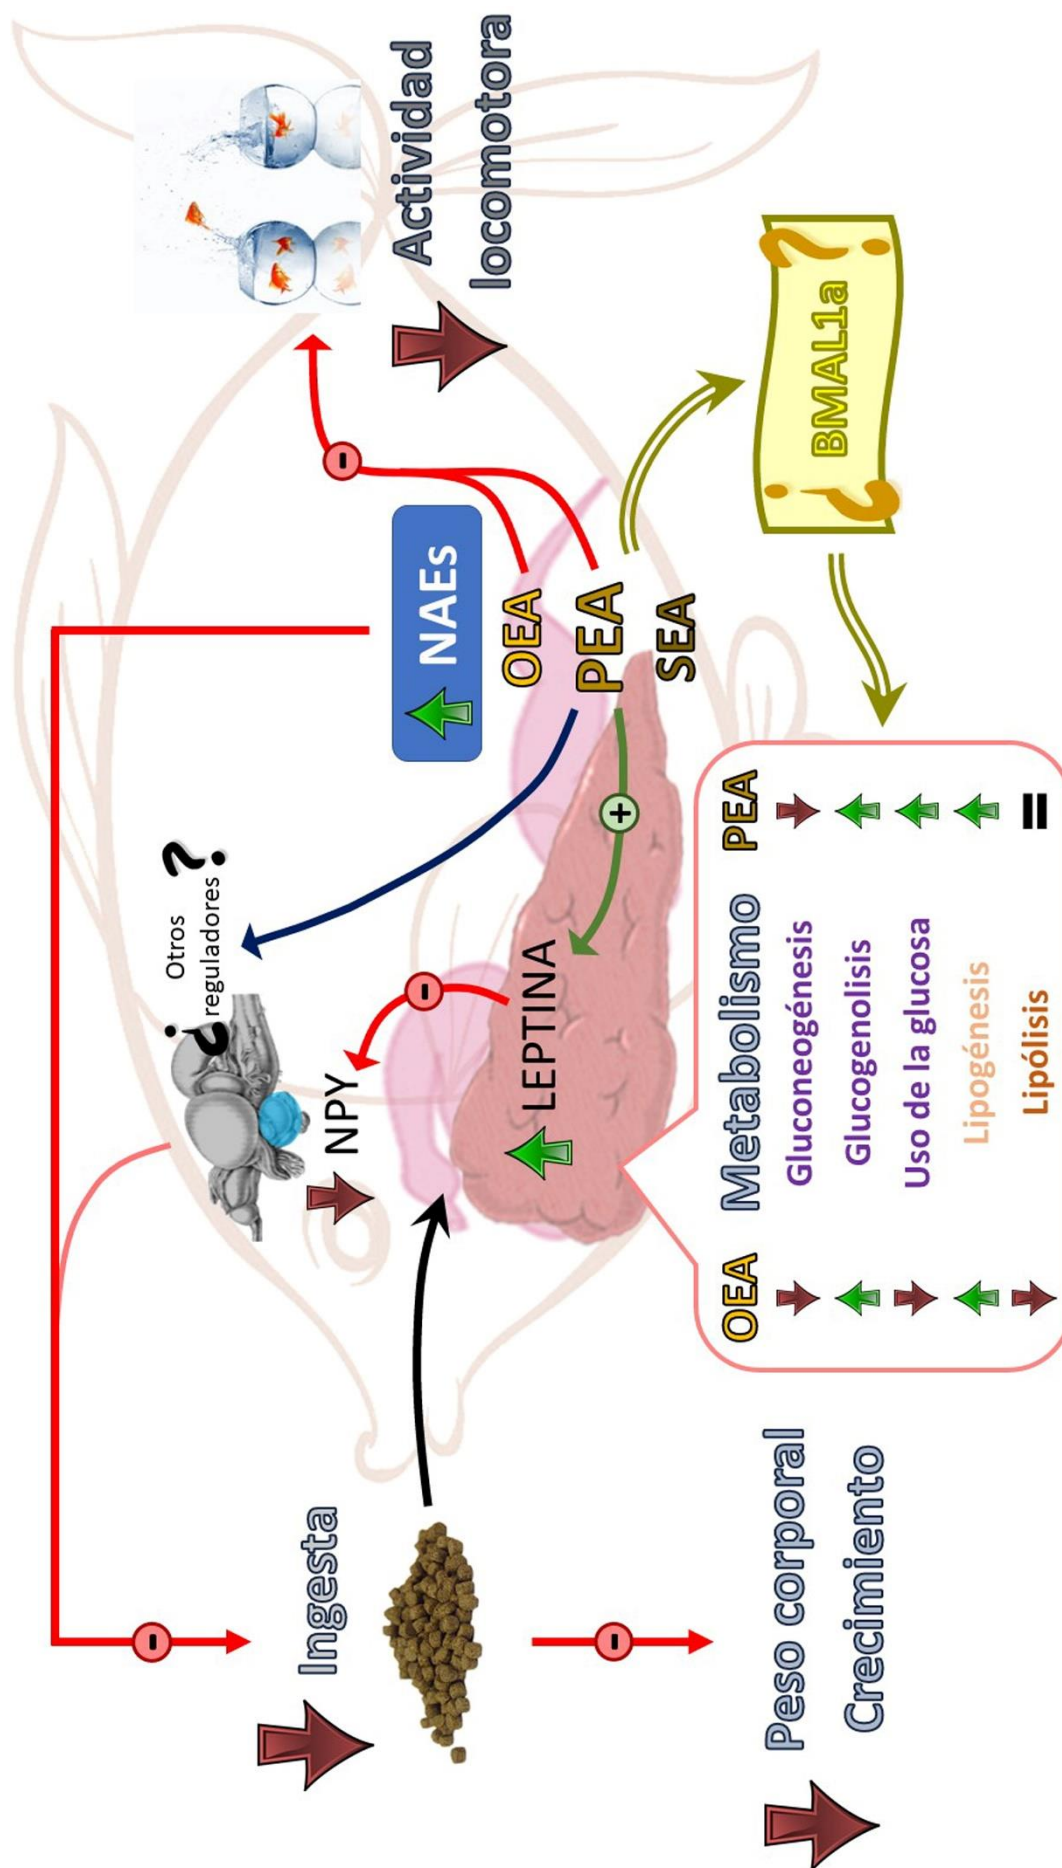 Ingesta
Peso corporal
Crecimiento
¿
Otros
reguladores
?
NPY
LEPTINA
NAEs
OEA
PEA
SEA
Actividad
locomotora
¿ BMAL1a ?
OEA Metabolismo PEA
Gluconeogénesis
Glucogenolisis
Uso de la glucosa
Lipogénesis
Lipólisis =
-
-
-
-
+